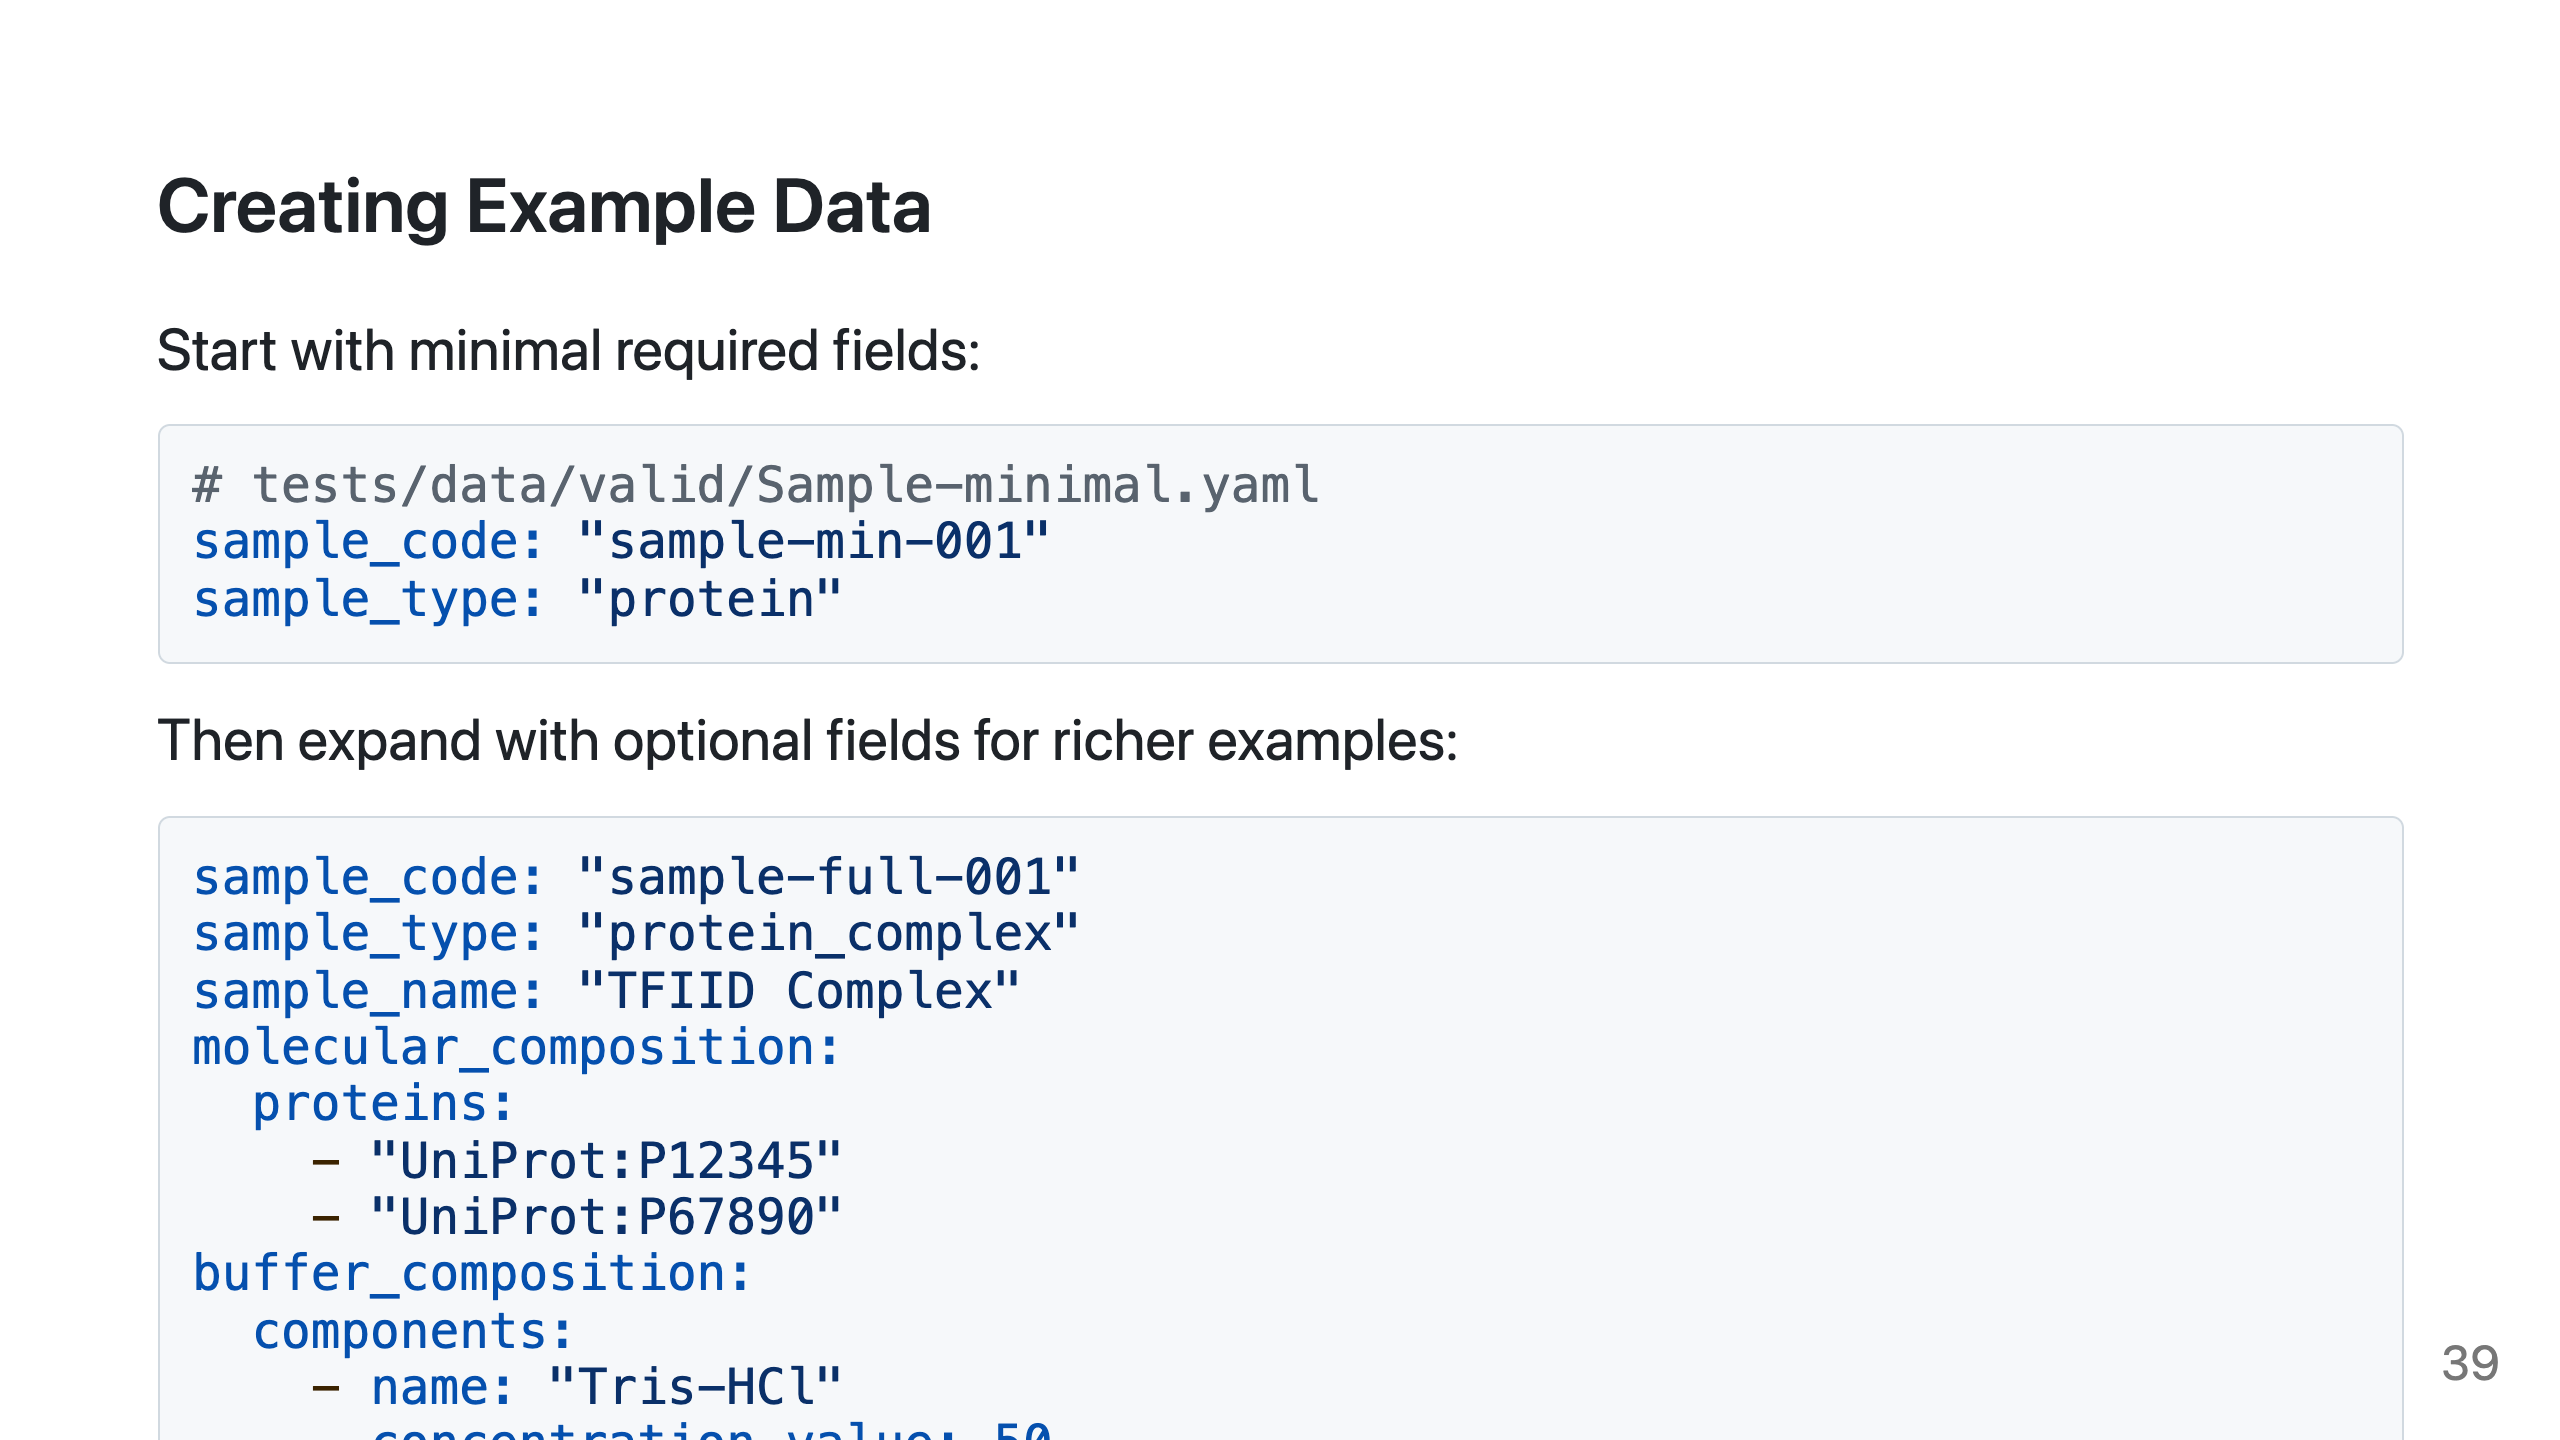 Creating Example Data
Start with minimal required fields:
# tests/data/valid/Sample-minimal.yaml
sample_code: "sample-min-001"
sample_type: "protein"
Then expand with optional fields for richer examples:
sample_code: "sample-full-001"
sample_type: "protein_complex"
sample_name: "TFIID Complex"
molecular_composition:
  proteins:
    - "UniProt:P12345"
    - "UniProt:P67890"
buffer_composition:
  components:
    - name: "Tris-HCl"
      concentration_value: 50
39